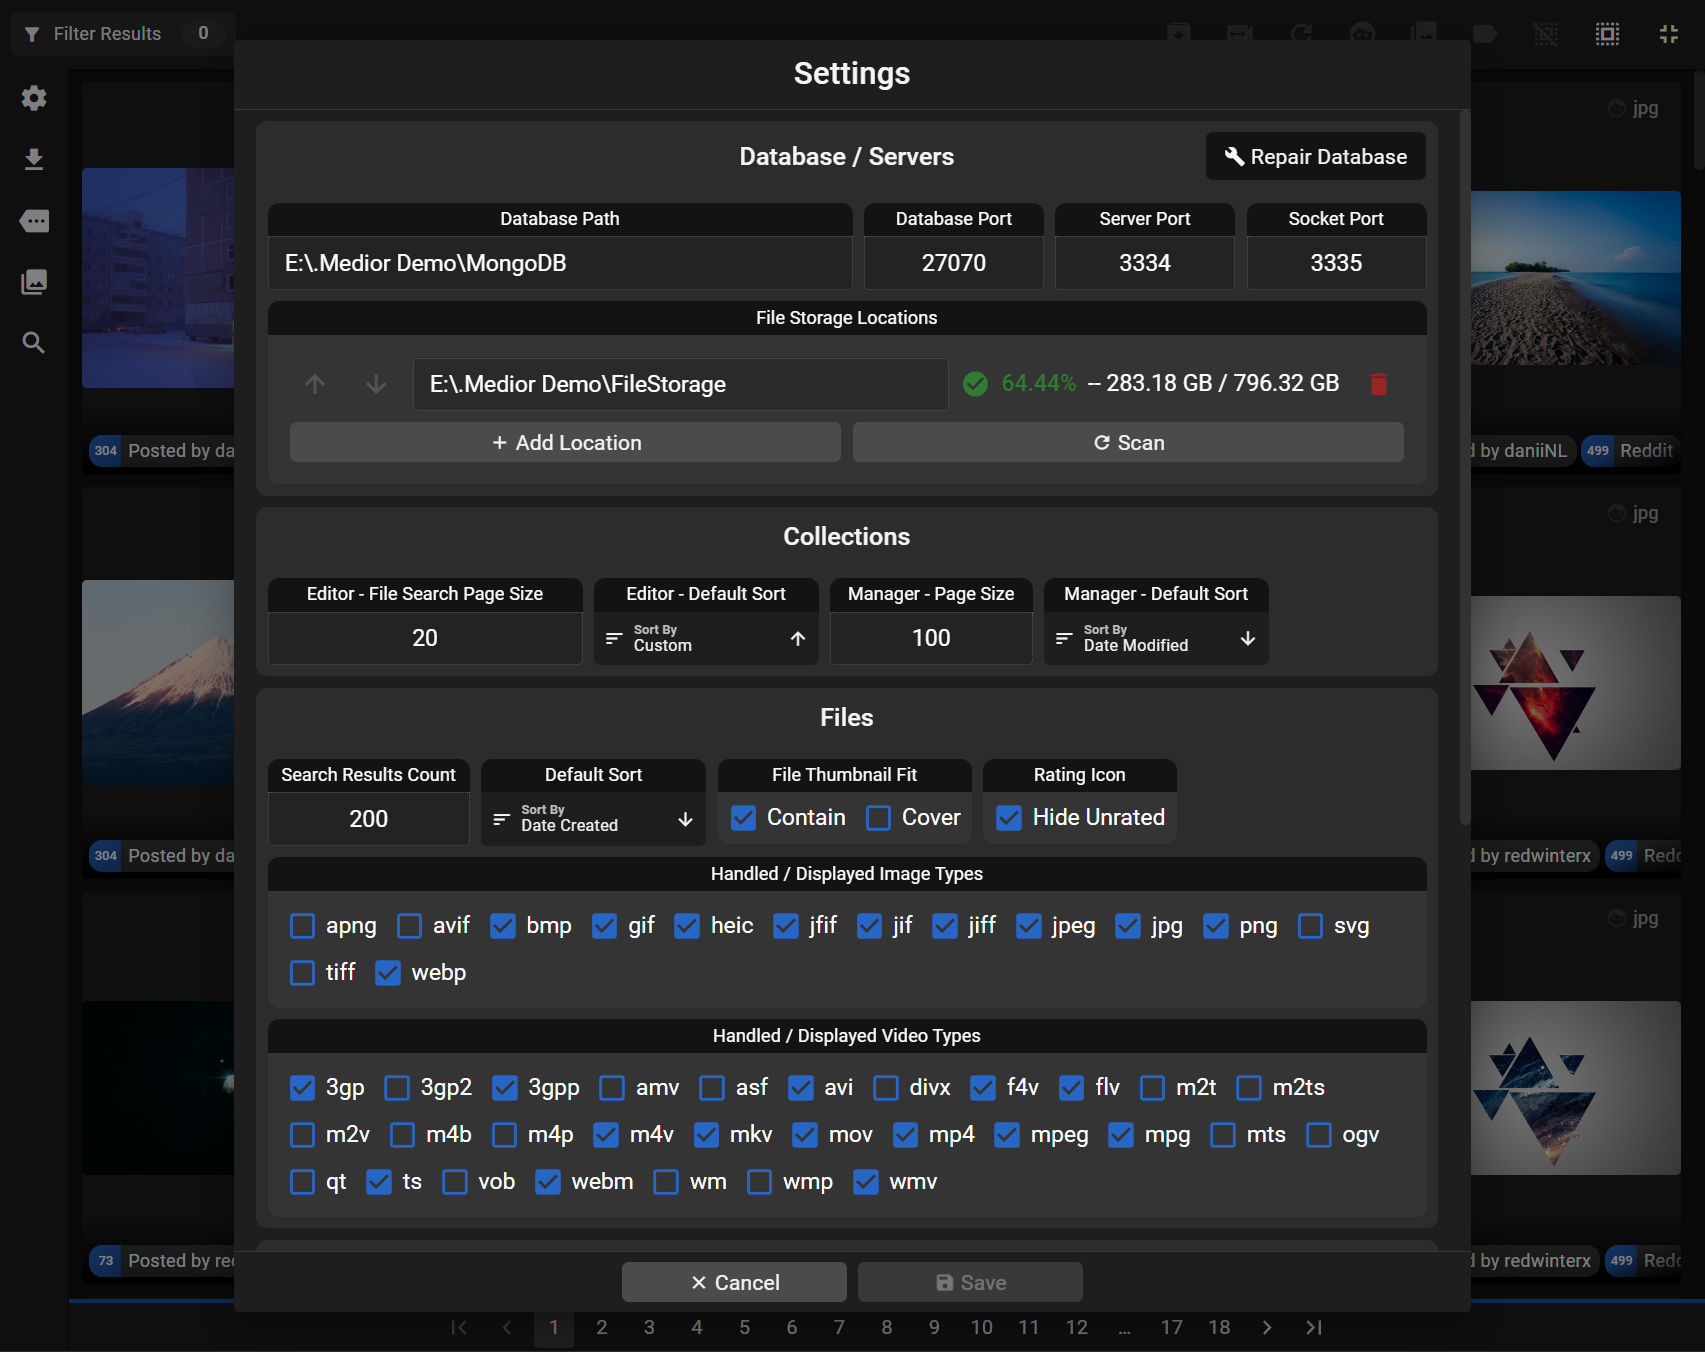 Filter Results 0
Settings
jpg
Database / Servers
Repair Database
Database Path
Database Port
Server Port
Socket Port
E:\.Medior Demo\MongoDB
27070
3334
3335
File Storage Locations
E:\.Medior Demo\FileStorage
64.44% -- 283.18 GB / 796.32 GB
+ Add Location
Scan
304 Posted by da
d by daniiNL 499 Reddit
Collections
jpg
Editor - File Search Page Size
Editor - Default Sort
Manager - Page Size
Manager - Default Sort
20
Sort By
Custom
100
Sort By
Date Modified
Files
Search Results Count
Default Sort
File Thumbnail Fit
Rating Icon
200
Sort By
Date Created
Contain Cover
Hide Unrated
304 Posted by da
d by redwinterx 499 Redd
Handled / Displayed Image Types
apng avif bmp gif heic jfif jif jiff jpeg jpg png svg
tiff webp
jpg
Handled / Displayed Video Types
3gp 3gp2 3gpp amv asf avi divx f4v flv m2t m2ts
m2v m4b m4p m4v mkv mov mp4 mpeg mpg mts ogv
qt ts vob webm wm wmp wmv
73 Posted by re
d by redwinterx 499 Redd
Cancel
Save
1 2 3 4 5 6 7 8 9 10 11 12 ... 17 18